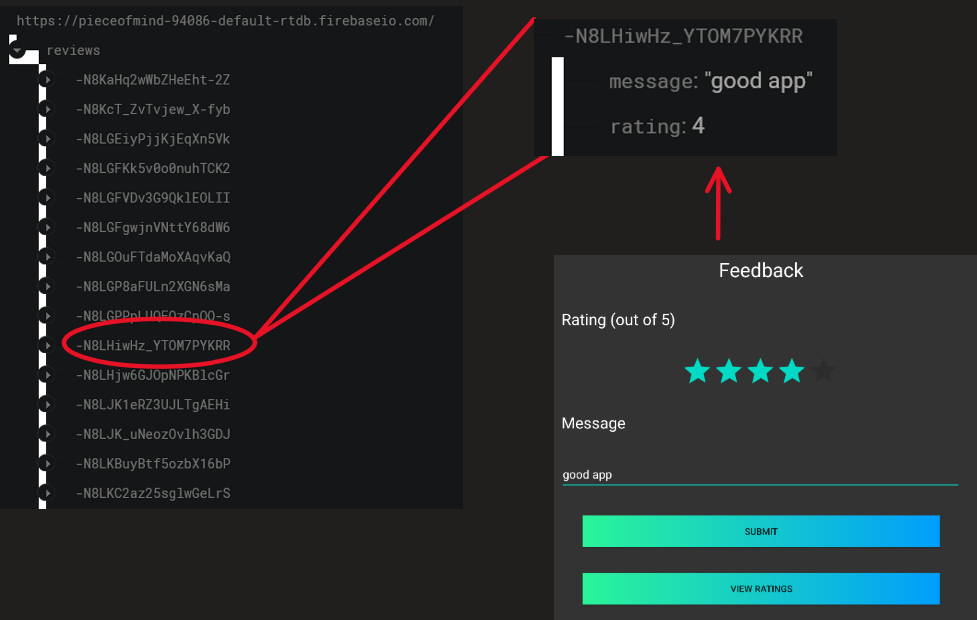 https://pieceofmind-94086-default-rtdb.firebaseio.com/
reviews
-N8KaHq2wWbZHeEht-2Z
-N8KcT_ZvTvjew_X-fyb
-N8LGEiyPjjKjEqXn5Vk
-N8LGFKk5v0o0nuhTCK2
-N8LGFVDv3G9QklEOLII
-N8LGFgwjnVNttY68dW6
-N8LGOuFTdaMoXAqvKaQ
-N8LGP8aFULn2XGN6sMa
-N8LHiwHz_YTOM7PYKRR
-N8LHjw6GJOpNPKBlcGr
-N8LJK1eRZ3UJLTgAEHi
-N8LJK_uNeozOvlh3GDJ
-N8LKBuyBtf5ozbX16bP
-N8LKC2az25sglwGeLrS
-N8LHiwHz_YTOM7PYKRR
message: "good app"
rating: 4
Feedback
Rating (out of 5)
Message
good app
SUBMIT
VIEW RATINGS